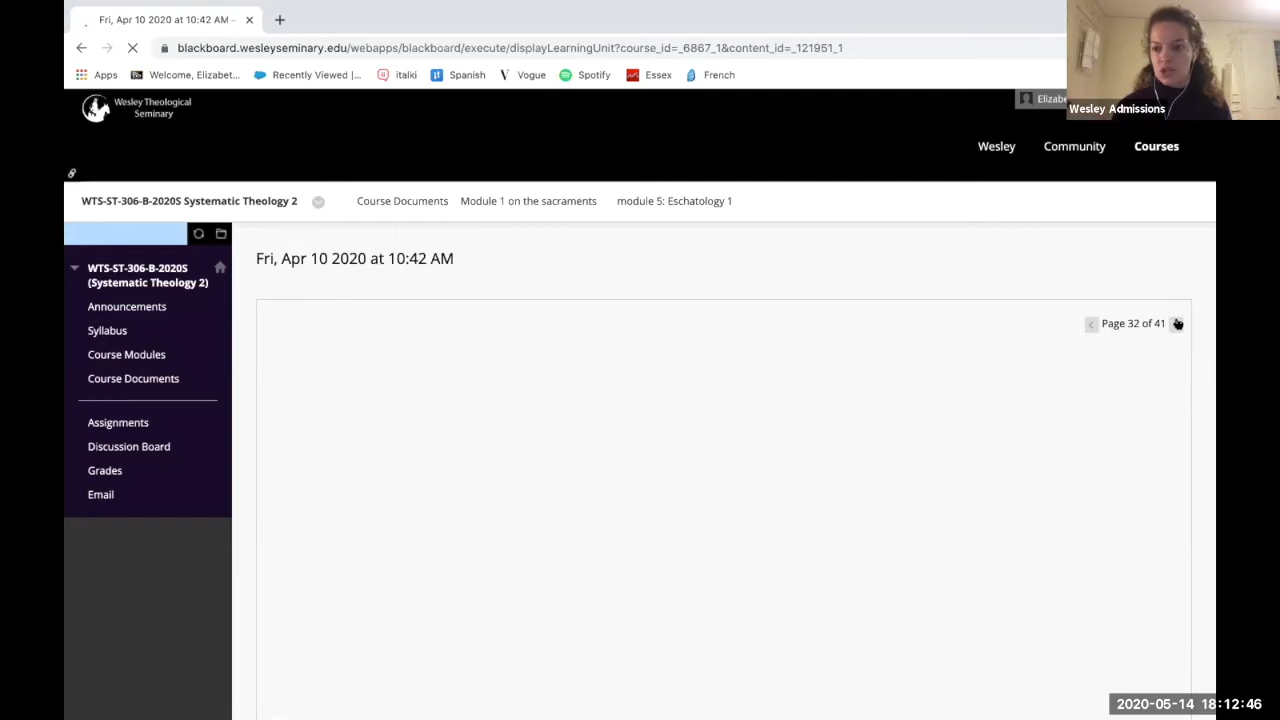 Fri, Apr 10 2020 at 10:42 AM –
blackboard.wesleyseminary.edu/webapps/blackboard/execute/displayLearningUnit?course_id=_6867_1&content_id=_121951_1
Apps Welcome, Elizabet... Recently Viewed |... italki Spanish Vogue Spotify Essex French
Wesley Admissions
Wesley Theological
Seminary
Elizabe
Wesley Community Courses
WTS-ST-306-B-2020S Systematic Theology 2 Course Documents Module 1 on the sacraments module 5: Eschatology 1
Fri, Apr 10 2020 at 10:42 AM
WTS-ST-306-B-2020S
(Systematic Theology 2)
Announcements
Syllabus
Course Modules
Course Documents
Assignments
Discussion Board
Grades
Email
Page 32 of 41
2020-05-14 18:12:46